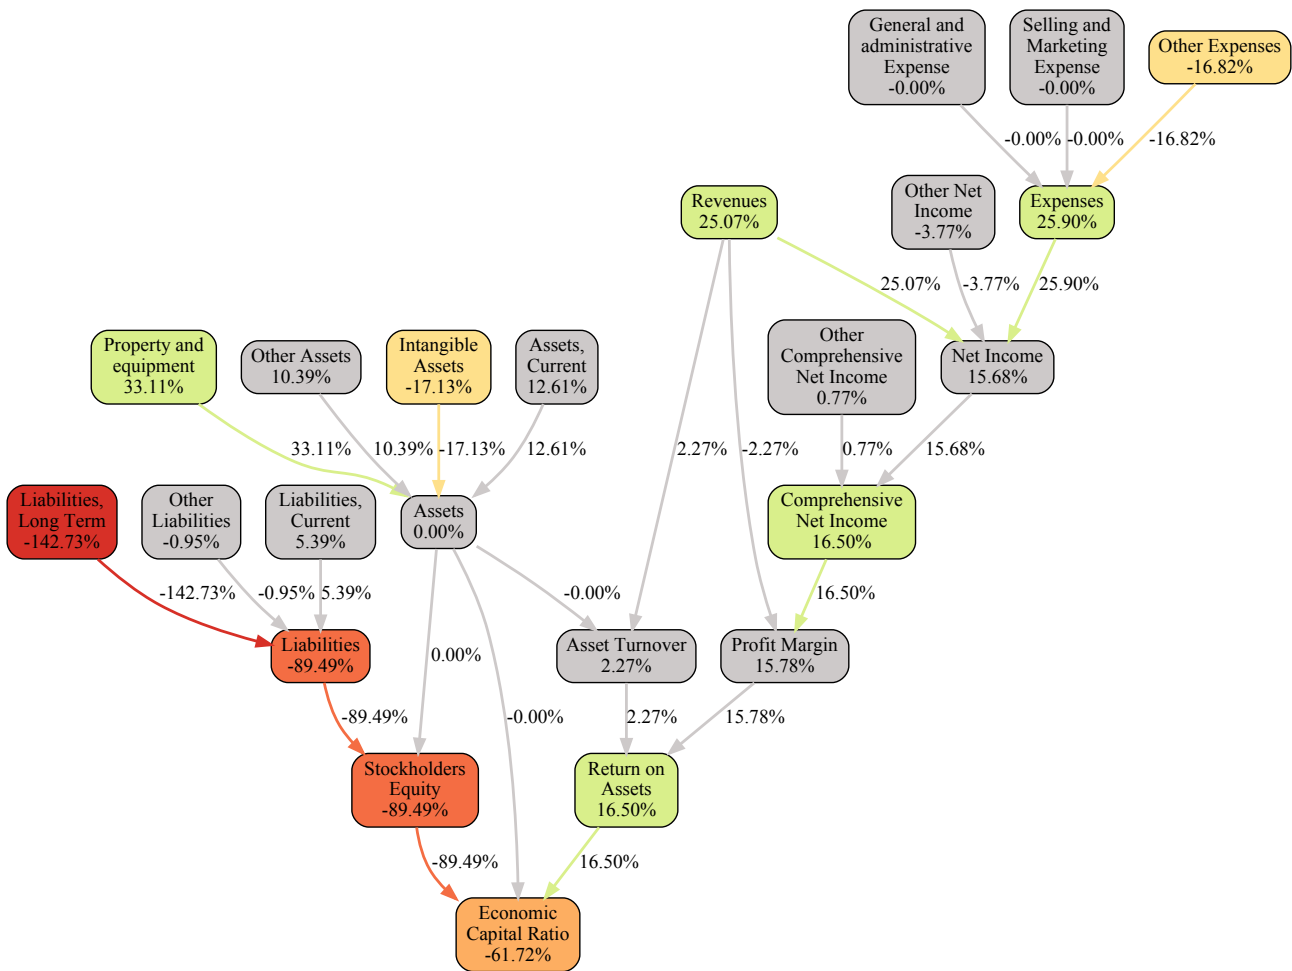 General and
administrative
Expense
-0.00%
Selling and
Marketing
Expense
-0.00%
Other Expenses
-16.82%
-0.00%
-0.00%
-16.82%
Revenues
25.07%
Other Net
Income
-3.77%
Expenses
25.90%
25.07%
-3.77%
25.90%
Property and
equipment
33.11%
Other Assets
10.39%
Intangible
Assets
-17.13%
Assets,
Current
12.61%
Other
Comprehensive
Net Income
0.77%
Net Income
15.68%
33.11%
10.39%
-17.13%
12.61%
2.27%
-2.27%
0.77%
15.68%
Liabilities,
Long Term
-142.73%
Other
Liabilities
-0.95%
Liabilities,
Current
5.39%
Assets
0.00%
Comprehensive
Net Income
16.50%
-142.73%
-0.95%
5.39%
-0.00%
16.50%
Liabilities
-89.49%
0.00%
Asset Turnover
2.27%
Profit Margin
15.78%
-89.49%
-0.00%
2.27%
15.78%
Stockholders
Equity
-89.49%
Return on
Assets
16.50%
-89.49%
16.50%
Economic
Capital Ratio
-61.72%